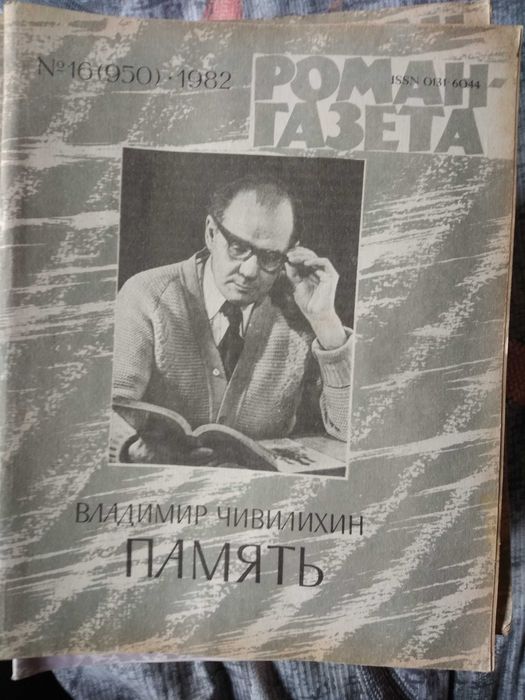 №16(950)·1982
РОМАН-
ГАЗЕТА
ISSN 0131-6044
ВЛАДИМИР ЧИВИЛИХИН
ПАМЯТЬ